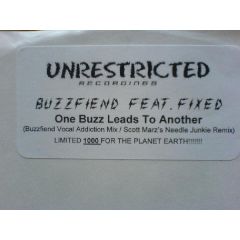 UNRESTRICTED
RECORDINGS
BUZZFIEND FEAT. FIXED
One Buzz Leads To Another
(Buzzfiend Vocal Addiction Mix / Scott Marz's Needle Junkie Remix)
LIMITED 1000 FOR THE PLANET EARTH!!!!!!!